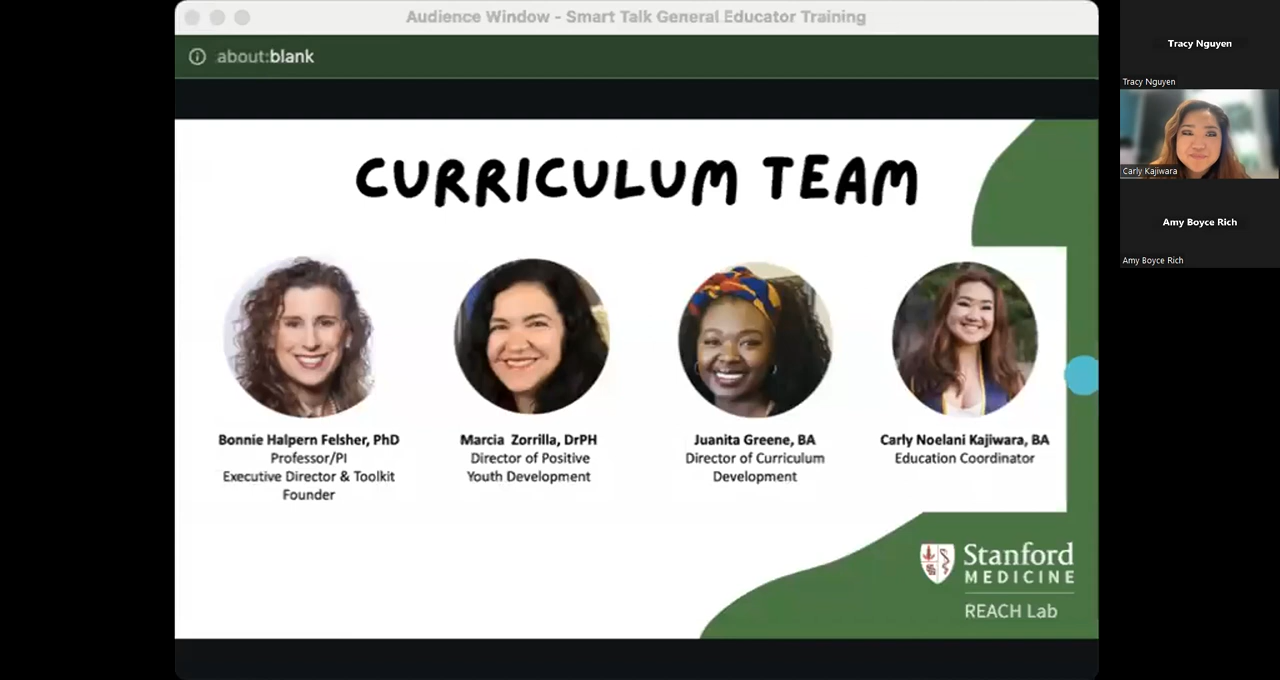 Audience Window - Smart Talk General Educator Training
about:blank
CURRICULUM TEAM
Bonnie Halpern Felsher, PhD
Professor/PI
Executive Director & Toolkit
Founder
Marcia Zorrilla, DrPH
Director of Positive
Youth Development
Juanita Greene, BA
Director of Curriculum
Development
Carly Noelani Kajiwara, BA
Education Coordinator
Stanford
MEDICINE
REACH Lab
Tracy Nguyen
Tracy Nguyen
Carly Kajiwara
Amy Boyce Rich
Amy Boyce Rich